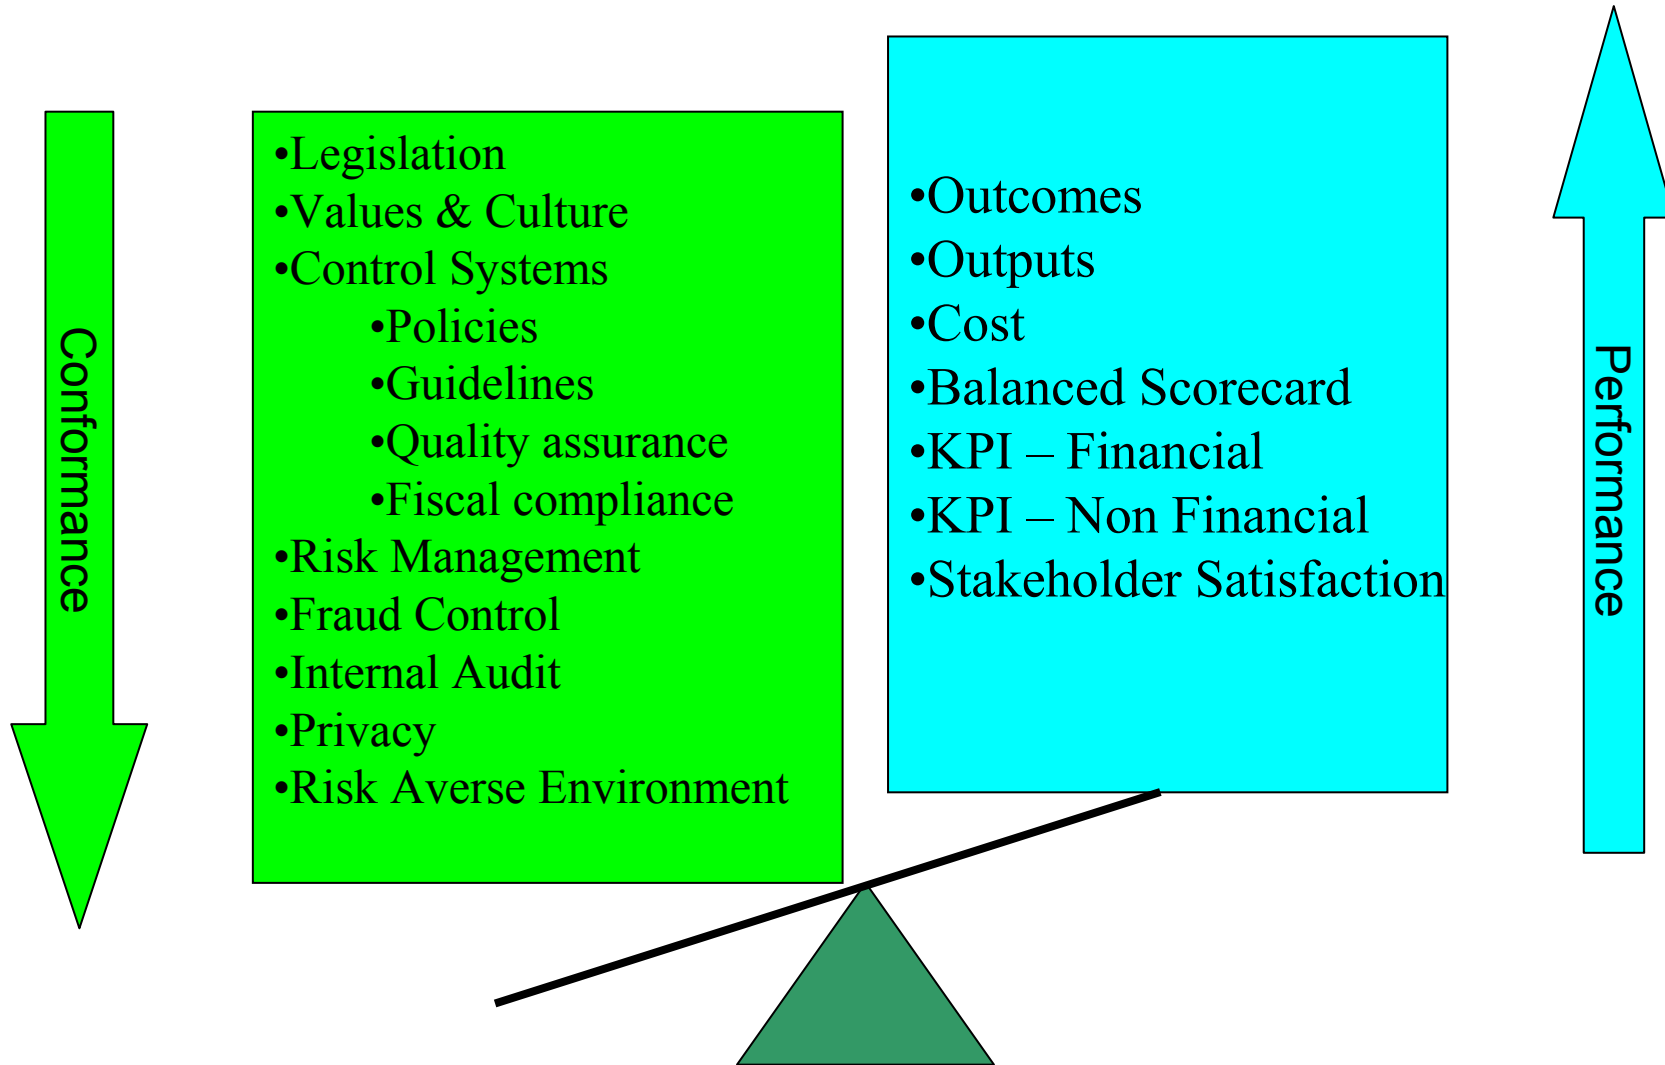 Conformance
•Legislation
•Values & Culture
•Control Systems
•Policies
•Guidelines
•Quality assurance
•Fiscal compliance
•Risk Management
•Fraud Control
•Internal Audit
•Privacy
•Risk Averse Environment
•Outcomes
•Outputs
•Cost
•Balanced Scorecard
•KPI – Financial
•KPI – Non Financial
•Stakeholder Satisfaction
Performance